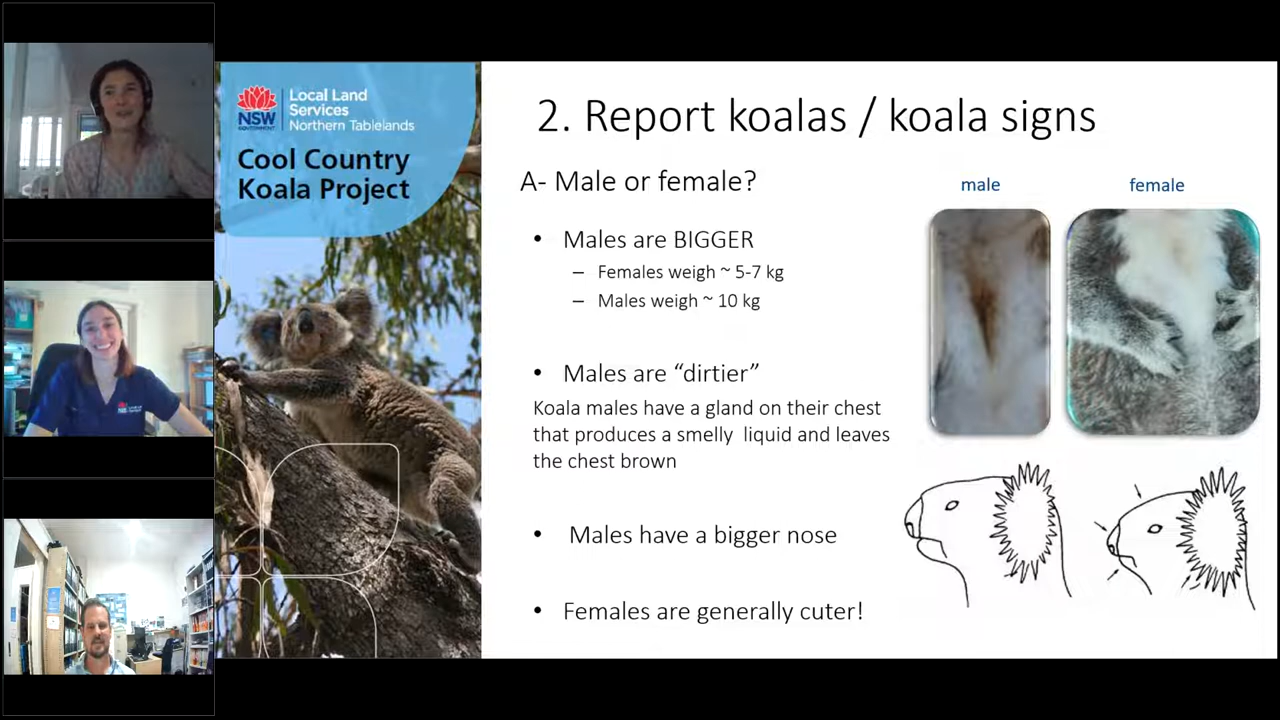 Local Land
Services
Northern Tablelands
NSW
GOVERNMENT
Cool Country
Koala Project
2. Report koalas / koala signs
A- Male or female?
• Males are BIGGER
– Females weigh ~ 5-7 kg
– Males weigh ~ 10 kg
• Males are “dirtier”
Koala males have a gland on their chest
that produces a smelly liquid and leaves
the chest brown
• Males have a bigger nose
• Females are generally cuter!
male
female